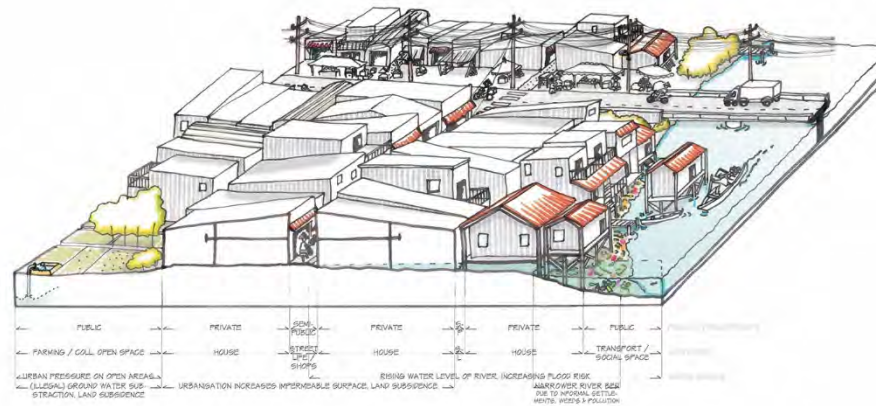 PUBLIC PRIVATE SEMI- PUBLIC PRIVATE PRIVATE PUBLIC
FARMING / COLL. OPEN SPACE HOUSE STREET LIFE / SHOPS HOUSE HOUSE TRANSPORT / SOCIAL SPACE
URBAN PRESSURE ON OPEN AREAS RISING WATER LEVEL OF RIVER, INCREASING FLOOD RISK
(ILLEGAL) GROUND WATER SUB- URBANISATION INCREASES IMPERMEABLE SURFACE, LAND SUBSIDENCE NARROWER RIVER BED
STRACTION, LAND SUBSIDENCE DUE TO INFORMAL SETTLE-
MENTS, WEEDS & POLLUTION